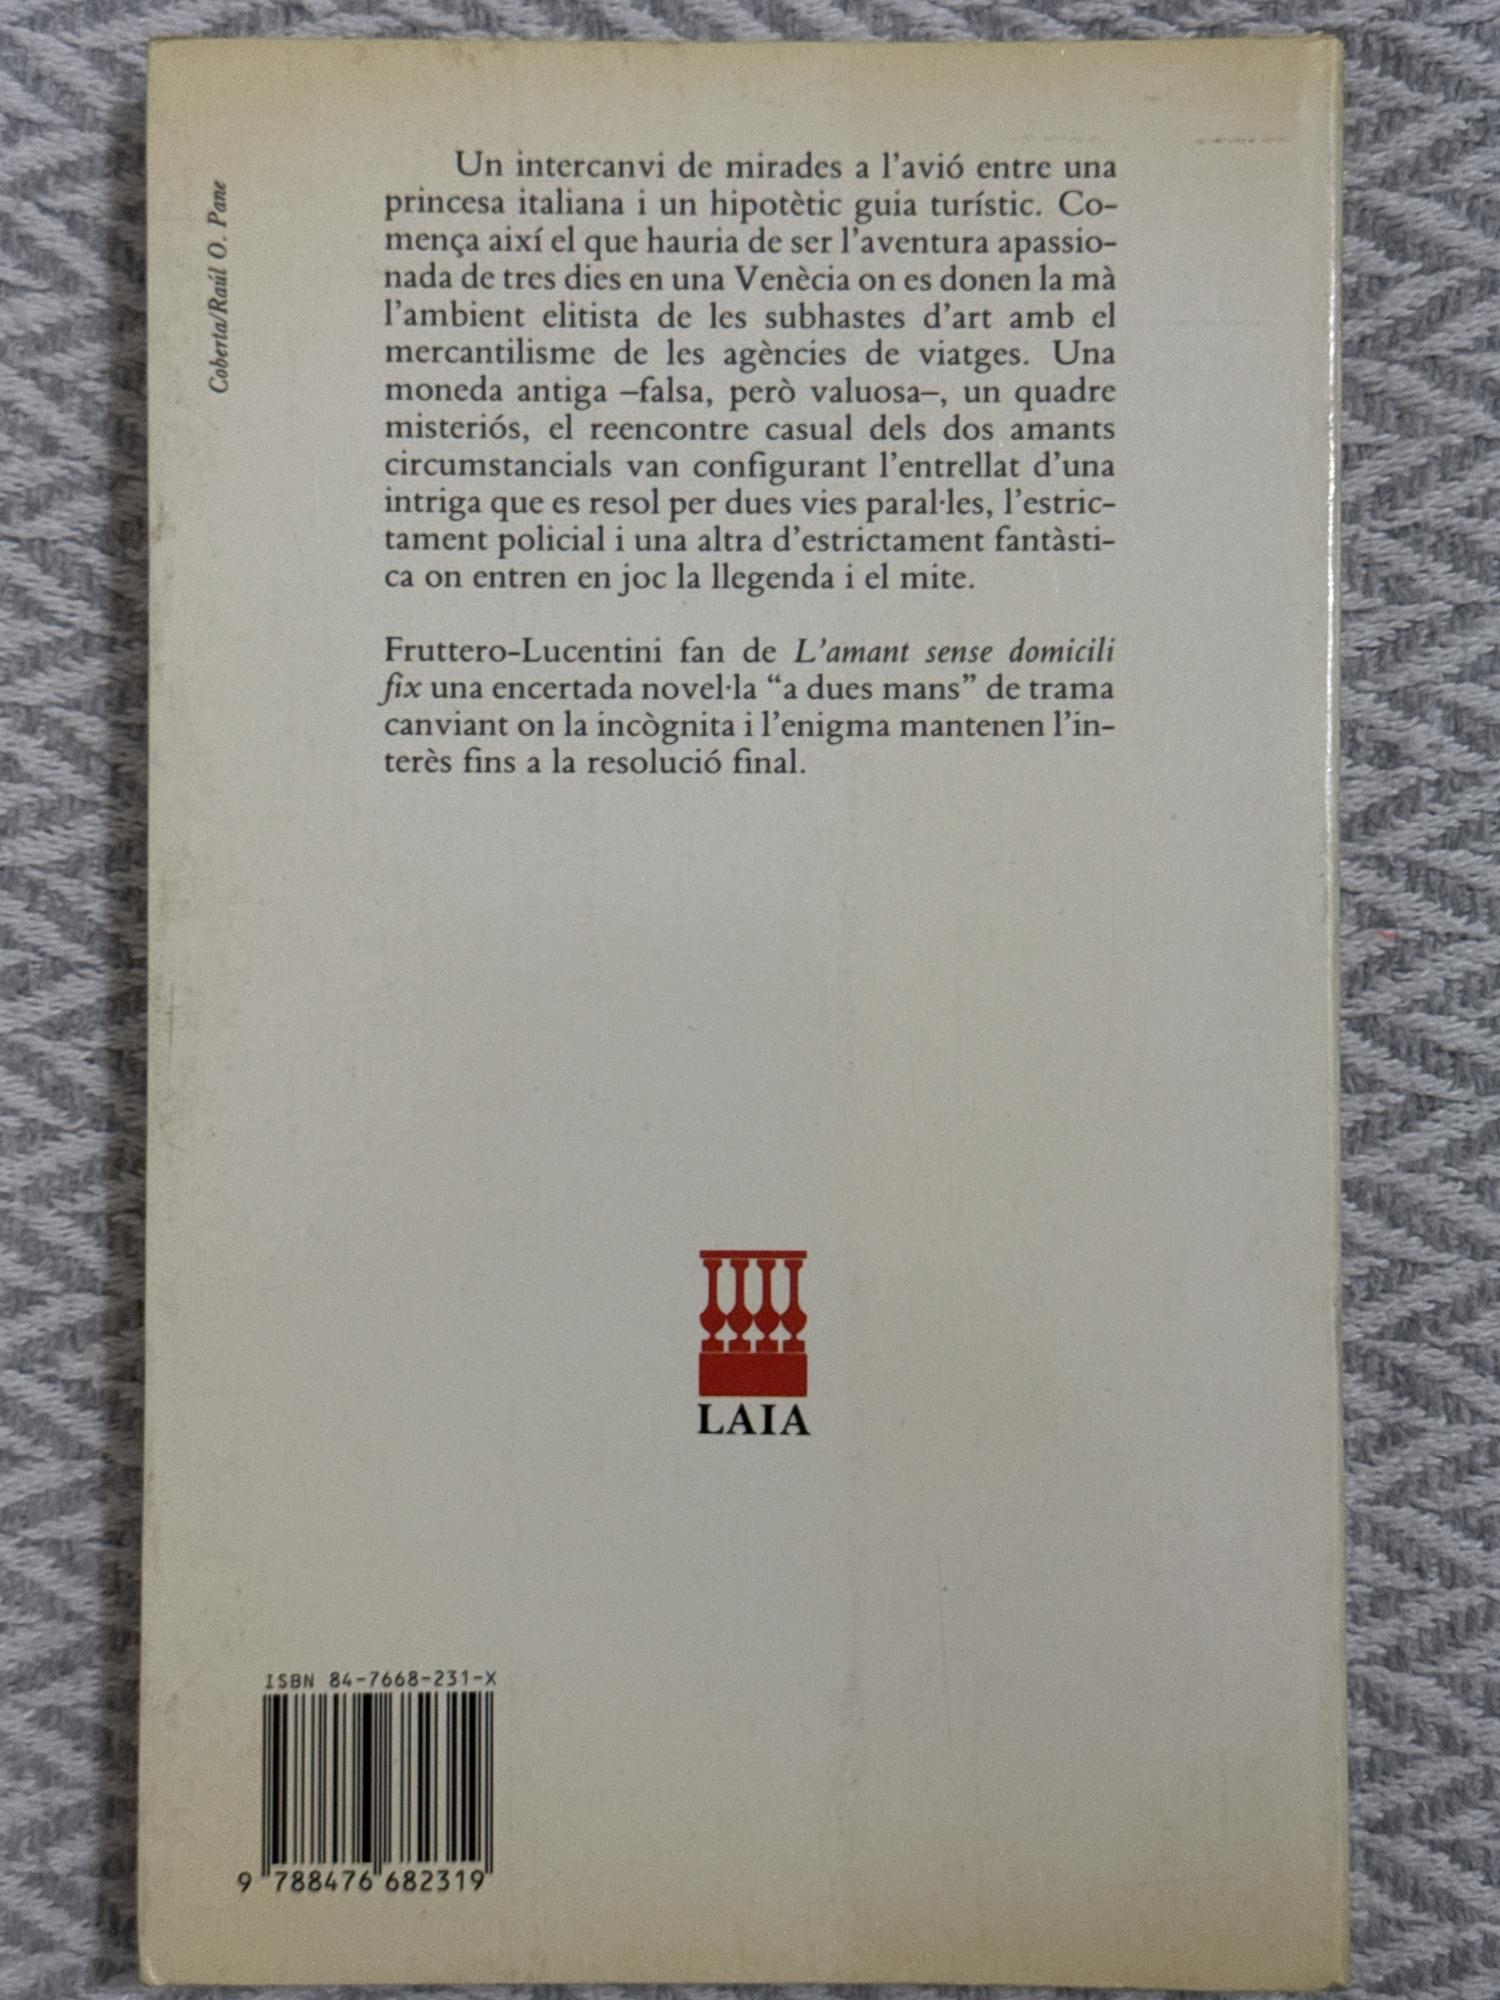 Coberta/Raúl O. Pane
Un intercanvi de mirades a l'avió entre una
princesa italiana i un hipotètic guia turístic. Co-
mença així el que hauria de ser l'aventura apassio-
nada de tres dies en una Venècia on es donen la mà
l'ambient elitista de les subhastes d'art amb el
mercantilisme de les agències de viatges. Una
moneda antiga –falsa, però valuosa–, un quadre
misteriós, el reencontre casual dels dos amants
circumstancials van configurant l'entrellat d'una
intriga que es resol per dues vies paral·les, l'estric-
tament policial i una altra d'estrictament fantàsti-
ca on entren en joc la llegenda i el mite.
Fruttero-Lucentini fan de L'amant sense domicili
fix una encertada novel·la “a dues mans” de trama
canviant on la incògnita i l'enigma mantenen l'in-
terès fins a la resolució final.
LAIA
ISBN 84-7668-231-X
9 788476 682319